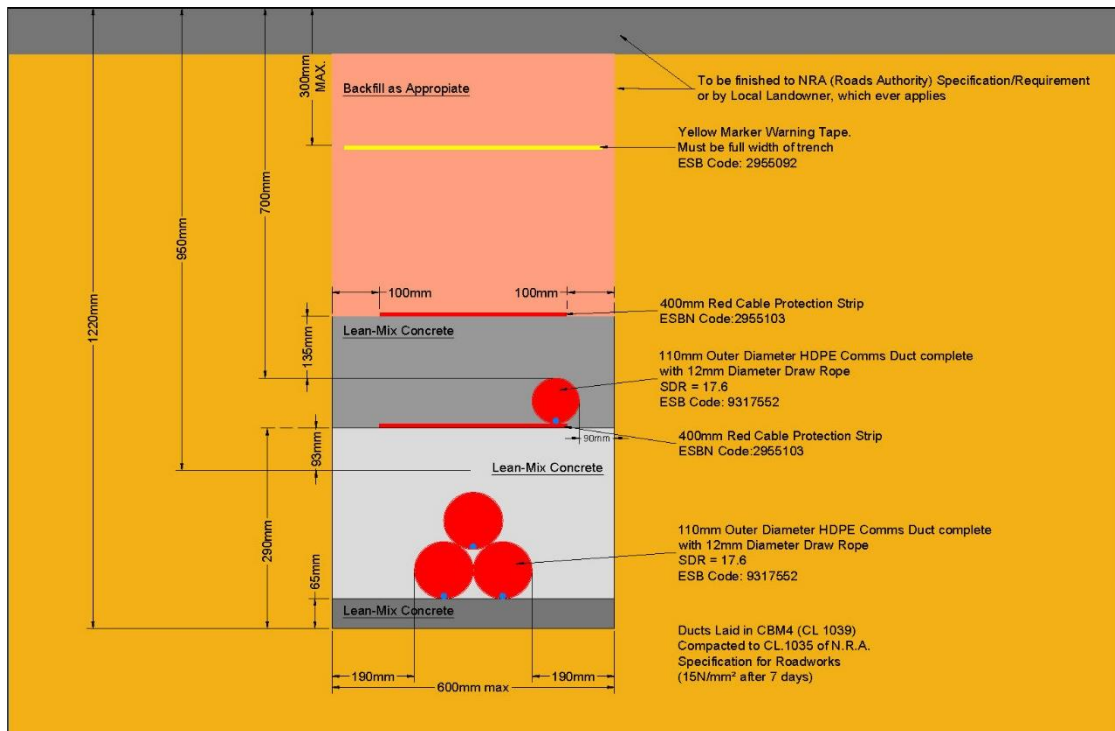 300mm
MAX.
Backfill as Appropiate
To be finished to NRA (Roads Authority) Specification/Requirement
or by Local Landowner, which ever applies
Yellow Marker Warning Tape.
Must be full width of trench
ESB Code: 2955092
700mm
950mm
1220mm
100mm
100mm
400mm Red Cable Protection Strip
ESBN Code:2955103
Lean-Mix Concrete
135mm
110mm Outer Diameter HDPE Comms Duct complete
with 12mm Diameter Draw Rope
SDR = 17.6
ESB Code: 9317552
90mm
400mm Red Cable Protection Strip
ESBN Code:2955103
93mm
Lean-Mix Concrete
290mm
110mm Outer Diameter HDPE Comms Duct complete
with 12mm Diameter Draw Rope
SDR = 17.6
ESB Code: 9317552
65mm
Lean-Mix Concrete
Ducts Laid in CBM4 (CL 1039)
Compacted to CL.1035 of N.R.A.
Specification for Roadworks
(15N/mm² after 7 days)
190mm
190mm
600mm max